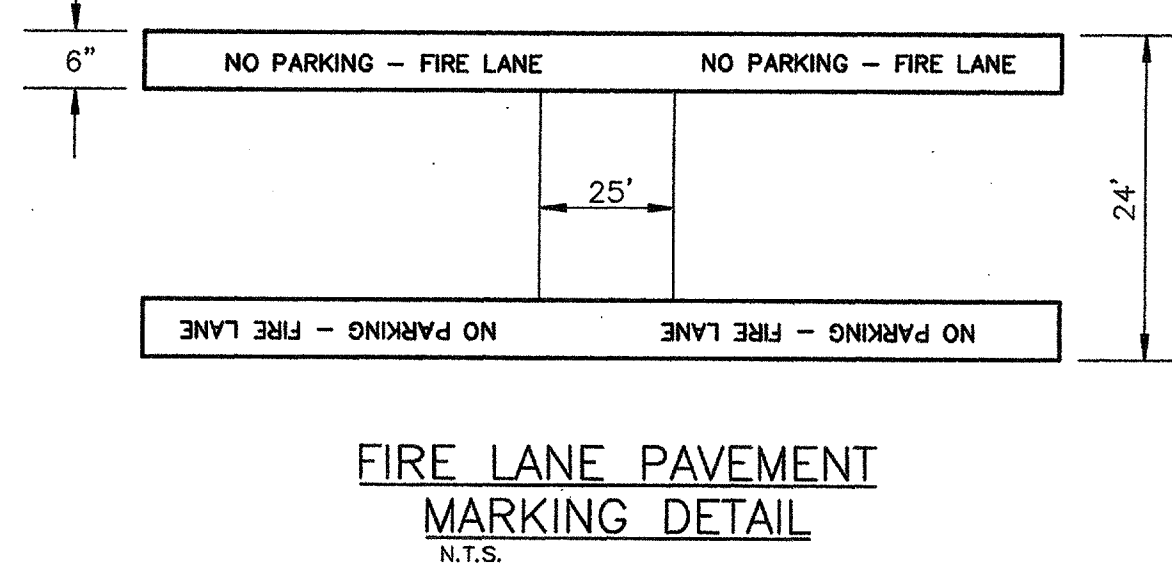 6" NO PARKING – FIRE LANE NO PARKING – FIRE LANE
25'
24'
NO PARKING – FIRE LANE NO PARKING – FIRE LANE
FIRE LANE PAVEMENT
MARKING DETAIL
N.T.S.